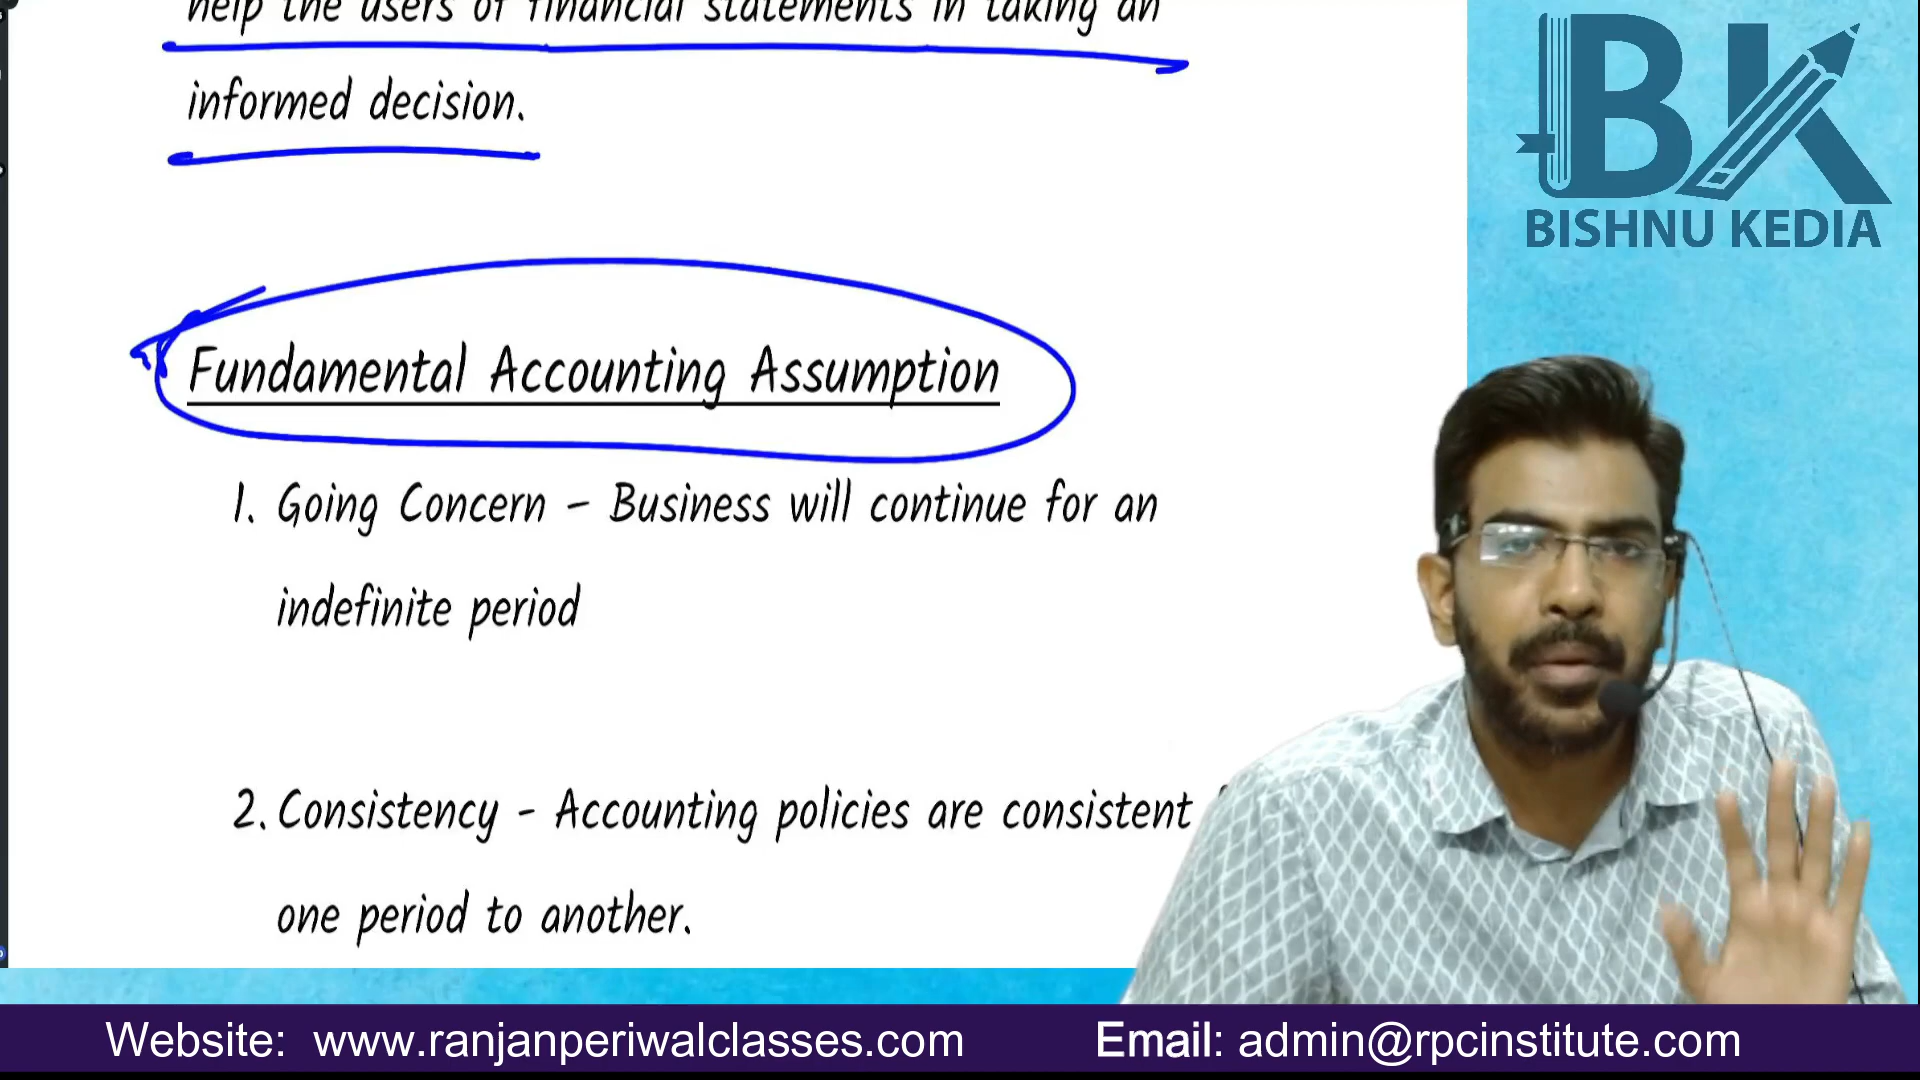 help the users of financial statements in taking an
informed decision.
Fundamental Accounting Assumption
1. Going Concern – Business will continue for an
indefinite period
2. Consistency - Accounting policies are consistent
one period to another.
BK
BISHNU KEDIA
Website: www.ranjanperiwalclasses.com Email: admin@rpcinstitute.com